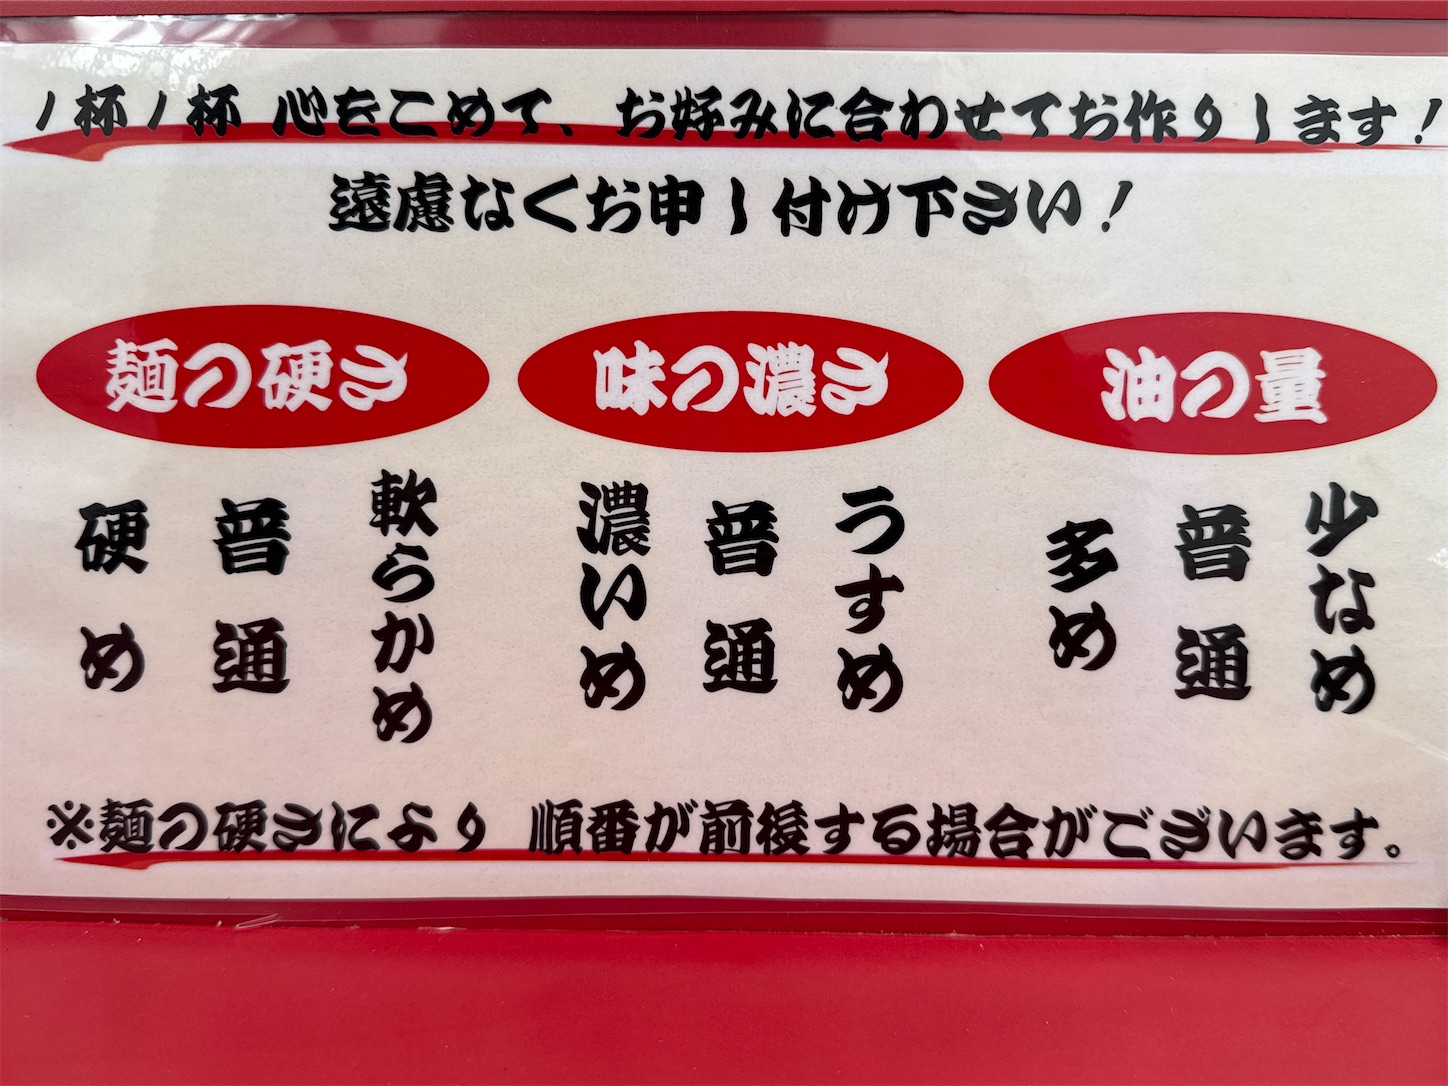 1杯1杯 心をこめて、お好みに合わせてお作りします!
遠慮なくお申し付け下さい!
麺の硬さ
硬め
普通
軟らかめ
味の濃さ
濃いめ
普通
うすめ
油の量
多め
普通
少なめ
※麺の硬さにより 順番が前後する場合がございます。